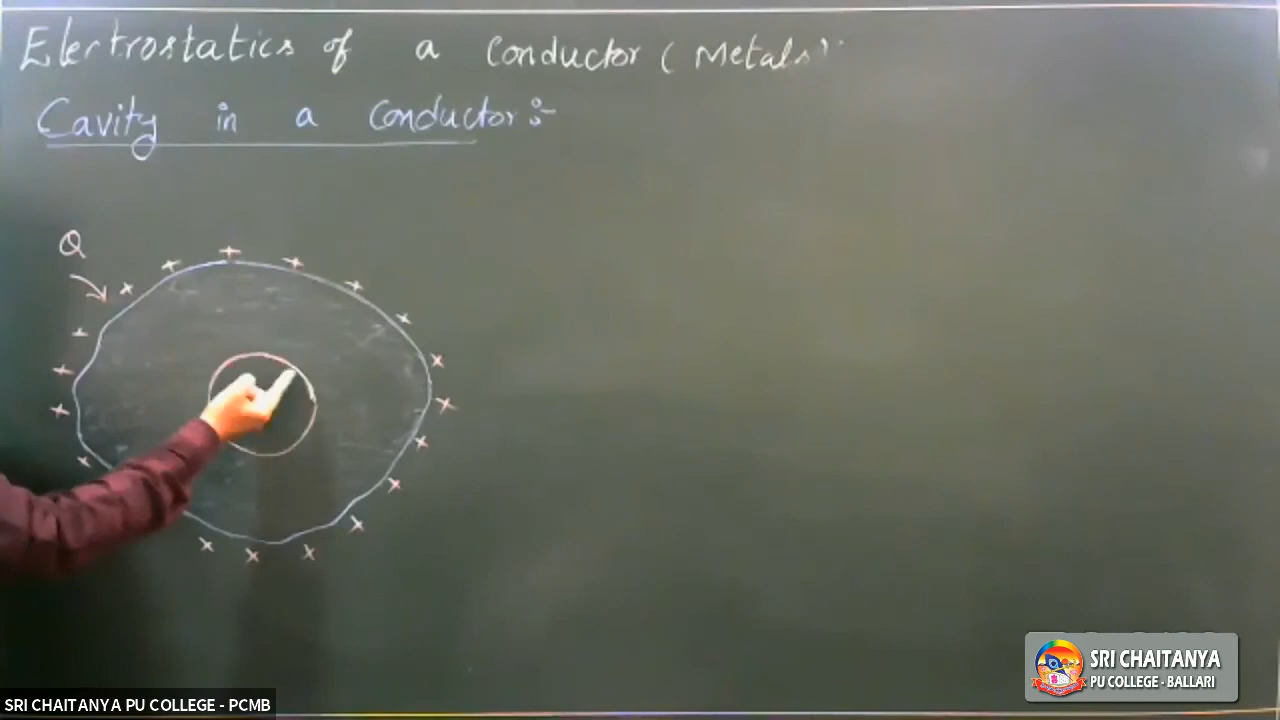 Electrostatics of a Conductor (Metals)
Cavity in a Conductor:-
Q
+ + + + + + + + + + + + + + + + + + + +
SRI CHAITANYA
PU COLLEGE - BALLARI
SRI CHAITANYA PU COLLEGE - PCMB